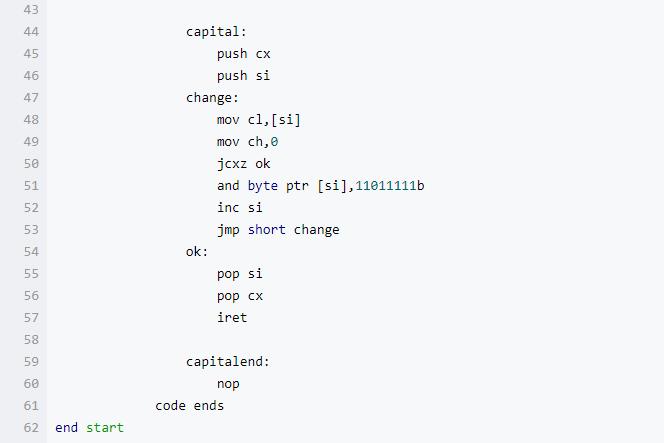 43
44 capital:
45 push cx
46 push si
47 change:
48 mov cl,[si]
49 mov ch,0
50 jcxz ok
51 and byte ptr [si],11011111b
52 inc si
53 jmp short change
54 ok:
55 pop si
56 pop cx
57 iret
58
59 capitalend:
60 nop
61 code ends
62 end start